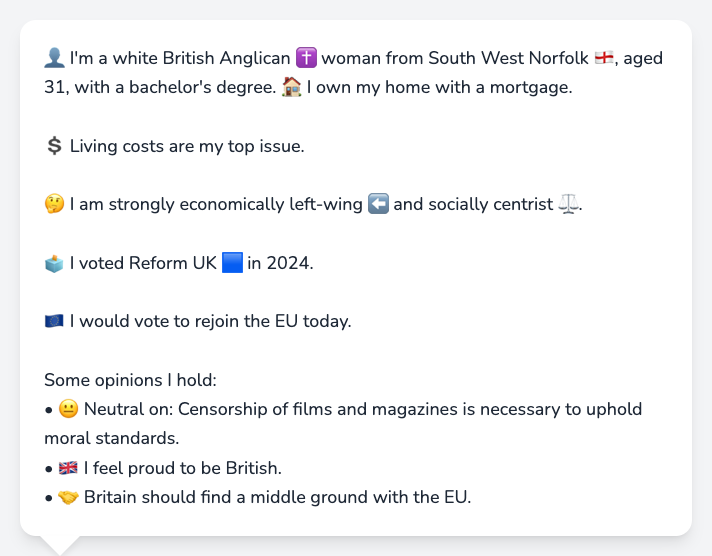 👤 I'm a white British Anglican ✝️ woman from South West Norfolk 🏴󠁧󠁢󠁥󠁮󠁧󠁿, aged
31, with a bachelor's degree. 🏠 I own my home with a mortgage.
💲 Living costs are my top issue.
🤔 I am strongly economically left-wing ⬅️ and socially centrist ⚖️.
🗳️ I voted Reform UK 🟦 in 2024.
🇪🇺 I would vote to rejoin the EU today.
Some opinions I hold:
• 😐 Neutral on: Censorship of films and magazines is necessary to uphold
moral standards.
• 🇬🇧 I feel proud to be British.
• 🤝 Britain should find a middle ground with the EU.